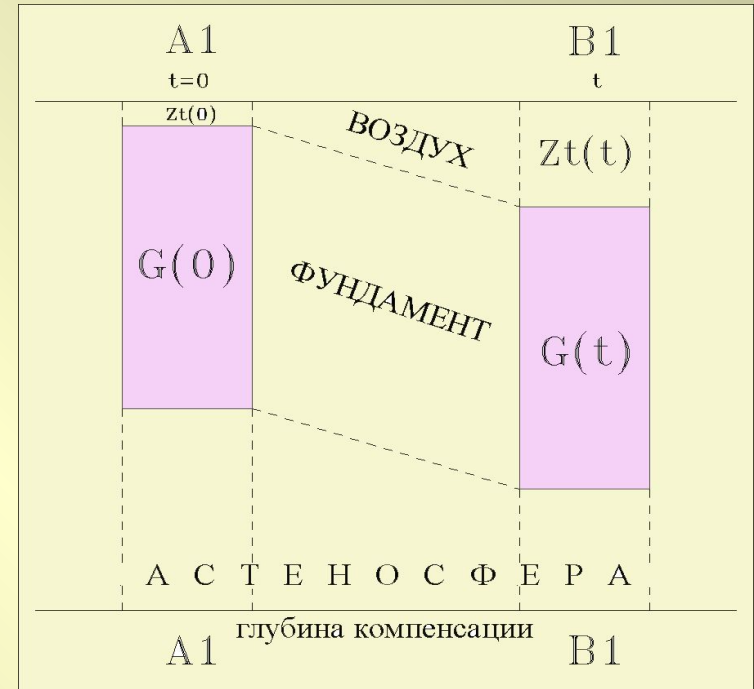 A1 B1
t=0 t
Zt(0)
ВОЗДУХ
Zt(t)
G(0)
ФУНДАМЕНТ
G(t)
А С Т Е Н О С Ф Е Р А
глубина компенсации
A1 B1